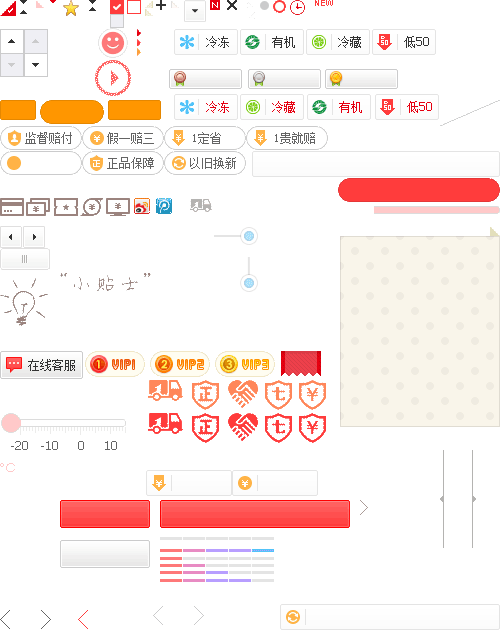 NEW
冷冻 有机 冷藏 低50
冷冻 冷藏 有机 低50
监督赔付 假一赔三 1定省 1贵就赔
正品保障 以旧换新
“小贴士”
在线客服 1 VIP1 2 VIP2 3 VIP3
正 七 ¥
正 七 ¥
-20 -10 0 10
℃